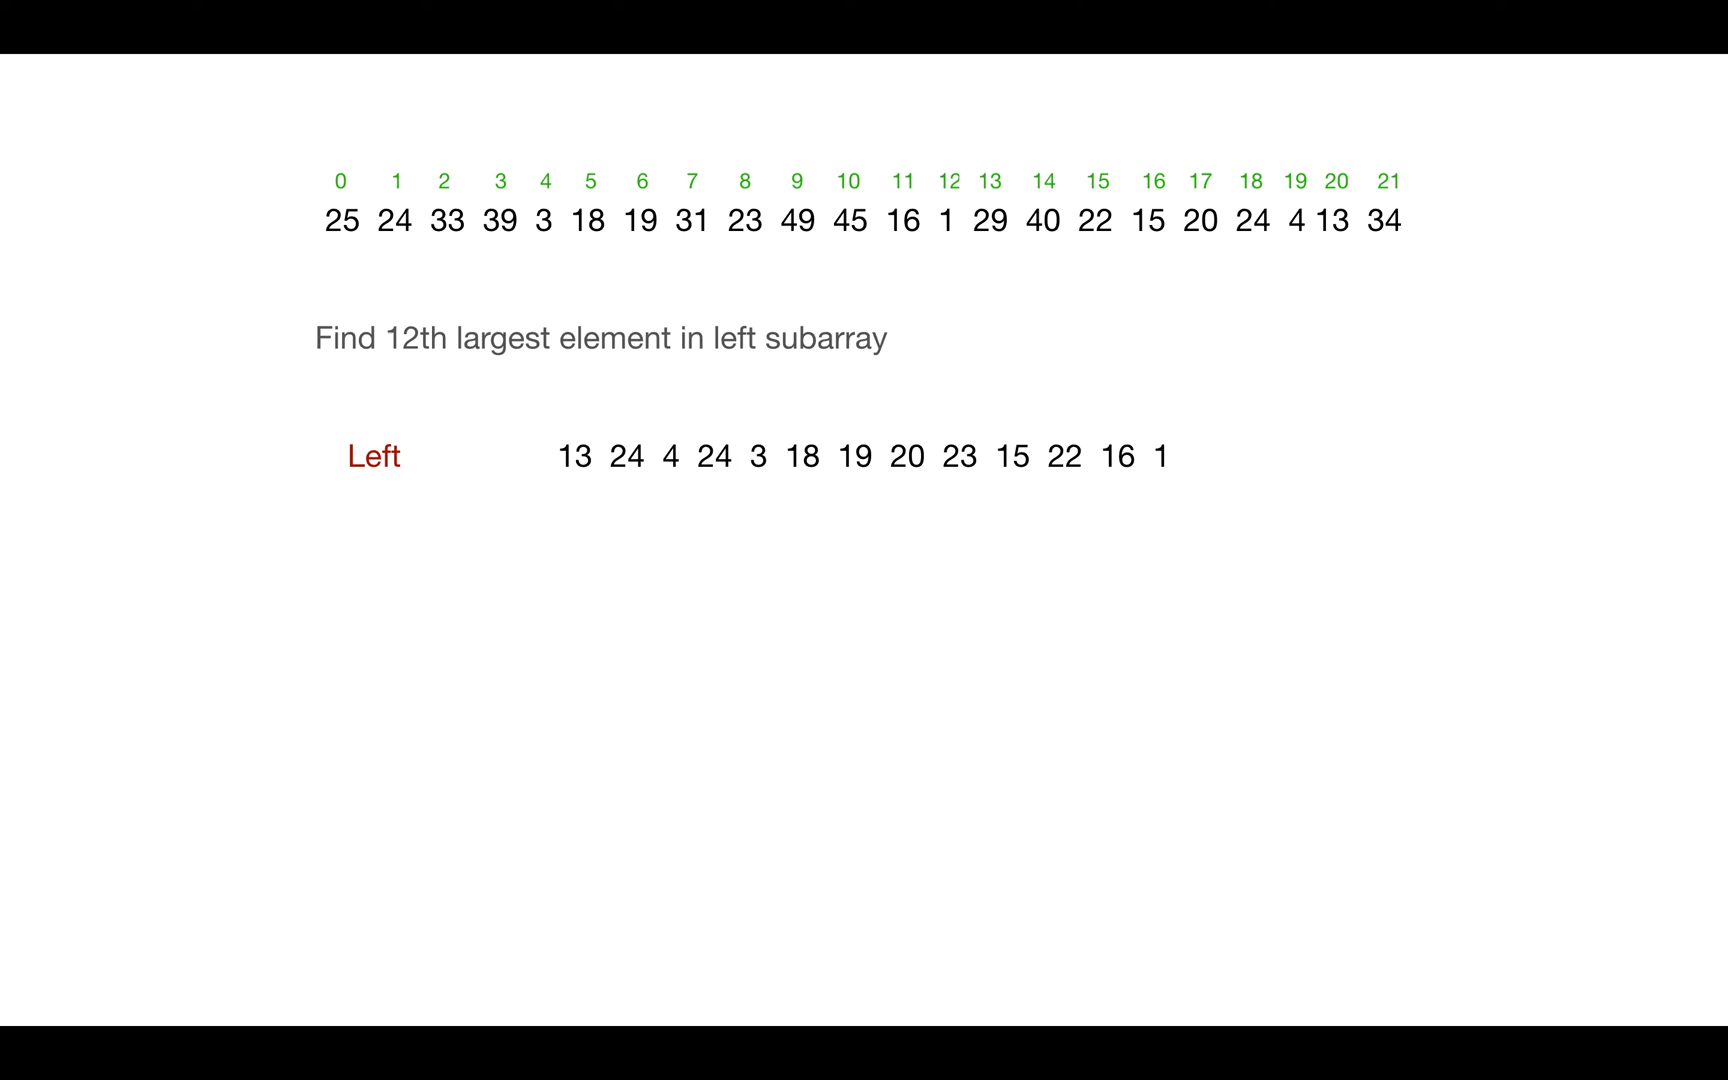 0 1 2 3 4 5 6 7 8 9 10 11 12 13 14 15 16 17 18 19 20 21
25 24 33 39 3 18 19 31 23 49 45 16 1 29 40 22 15 20 24 4 13 34
Find 12th largest element in left subarray
Left 13 24 4 24 3 18 19 20 23 15 22 16 1